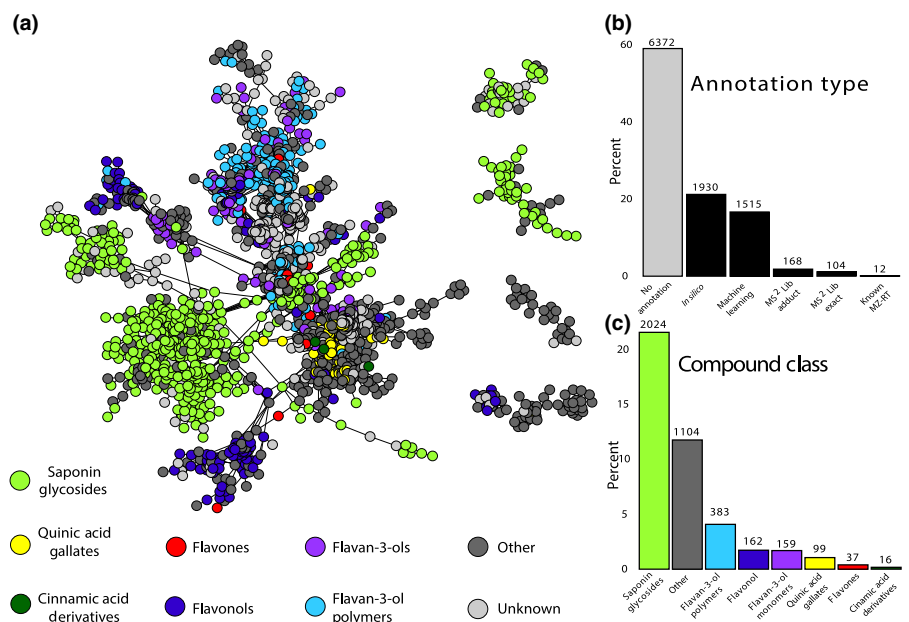 (a)
Saponin
glycosides
Quinic acid
gallates
Flavones
Flavan-3-ols
Other
Cinnamic acid
derivatives
Flavonols
Flavan-3-ol
polymers
Unknown
(b)
Annotation type
Percent
60
40
20
0
6372
1930
1515
168
104
12
No
annotation
In silico
Machine
learning
MS 2 Lib
adduct
MS 2 Lib
exact
Known
MZ-RT
(c)
Compound class
Percent
20
15
10
5
0
2024
1104
383
162
159
99
37
16
Saponin
glycosides
Other
Flavan-3-ol
polymers
Flavonol
Flavan-3-ol
monomers
Quinic acid
gallates
Flavones
Cinamic acid
derivatives